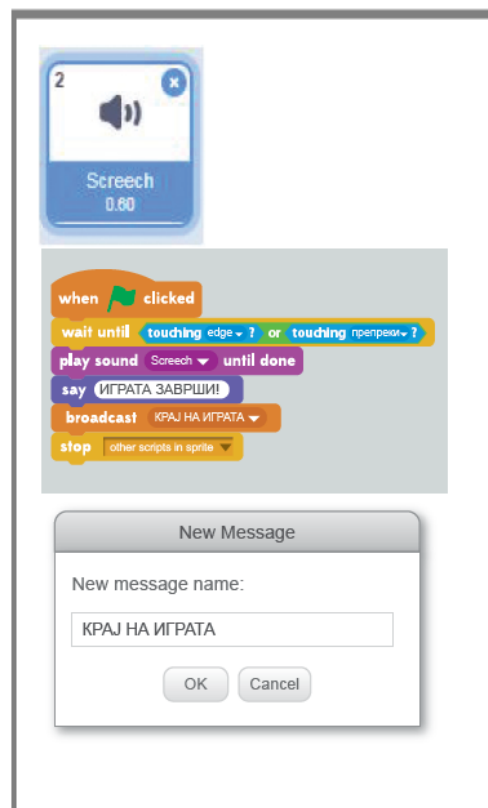 2
Screech
0.60
when clicked
wait until touching edge ? or touching препреки ?
play sound Screech until done
say ИГРАТА ЗАВРШИ!
broadcast КРАЈ НА ИГРАТА
stop other scripts in sprite
New Message
New message name:
КРАЈ НА ИГРАТА
OK Cancel